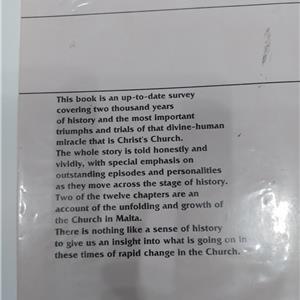 This book is an up-to-date survey
covering two thousand years
of history and the most important
triumphs and trials of that divine-human
miracle that is Christ's Church.
The whole story is told honestly and
vividly, with special emphasis on
outstanding episodes and personalities
as they move across the stage of history.
Two of the twelve chapters are an
account of the unfolding and growth of
the Church in Malta.
There is nothing like a sense of history
to give us an insight into what is going on in
these times of rapid change in the Church.